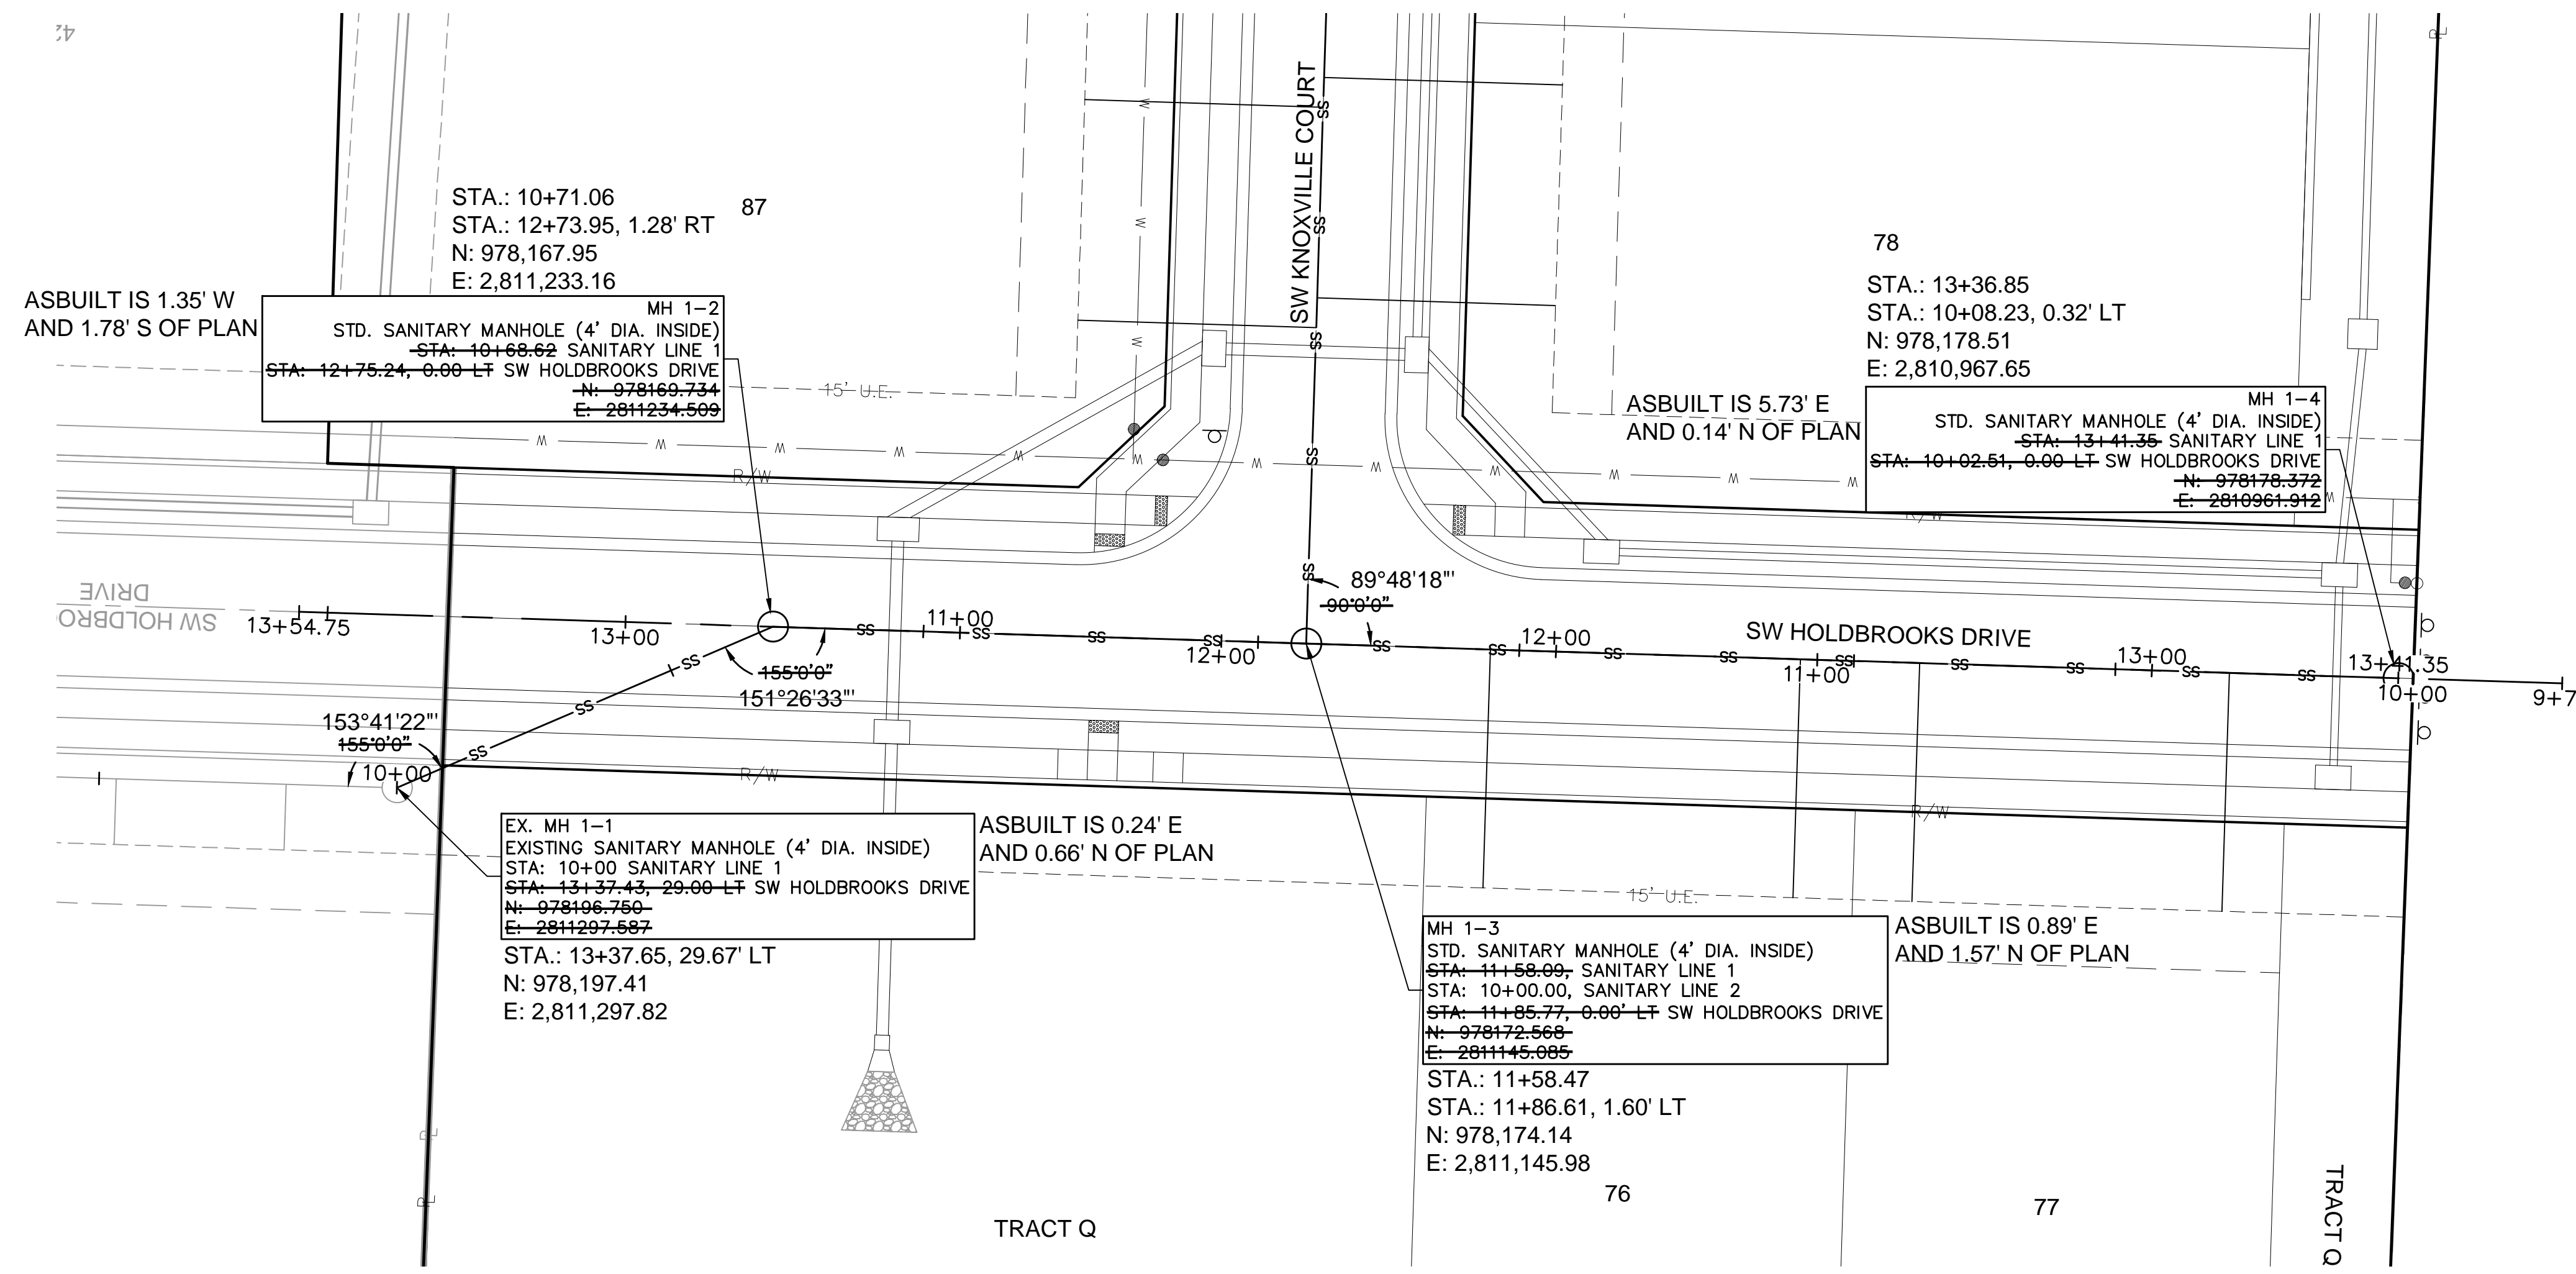 42
STA.: 10+71.06
STA.: 12+73.95, 1.28' RT
N: 978,167.95
E: 2,811,233.16
87
ASBUILT IS 1.35' W
AND 1.78' S OF PLAN
MH 1-2
STD. SANITARY MANHOLE (4' DIA. INSIDE)
STA: 10+68.62 SANITARY LINE 1
STA: 12+75.24, 0.00 LT SW HOLDBROOKS DRIVE
N: 978169.734
E: 2811234.509
SW KNOXVILLE COURT
78
STA.: 13+36.85
STA.: 10+08.23, 0.32' LT
N: 978,178.51
E: 2,810,967.65
ASBUILT IS 5.73' E
AND 0.14' N OF PLAN
MH 1-4
STD. SANITARY MANHOLE (4' DIA. INSIDE)
STA: 13+41.35 SANITARY LINE 1
STA: 10+02.51, 0.00 LT SW HOLDBROOKS DRIVE
N: 978178.372
E: 2810961.912
15' U.E.
R/W
R/W
SW HOLDBRO
DRIVE
13+54.75
13+00
11+00
12+00
89°48'18"'
90°0'0"
12+00
SW HOLDBROOKS DRIVE
11+00
13+00
13+41.35
10+00
9+7
155°0'0"
151°26'33"'
153°41'22"'
155°0'0"
10+00
R/W
R/W
EX. MH 1-1
EXISTING SANITARY MANHOLE (4' DIA. INSIDE)
STA: 10+00 SANITARY LINE 1
STA: 13+37.43, 29.00 LT SW HOLDBROOKS DRIVE
N: 978196.750
E: 2811297.587
STA.: 13+37.65, 29.67' LT
N: 978,197.41
E: 2,811,297.82
ASBUILT IS 0.24' E
AND 0.66' N OF PLAN
15' U.E.
MH 1-3
STD. SANITARY MANHOLE (4' DIA. INSIDE)
STA: 11+58.09, SANITARY LINE 1
STA: 10+00.00, SANITARY LINE 2
STA: 11+85.77, 0.00' LT SW HOLDBROOKS DRIVE
N: 978172.568
E: 2811145.085
STA.: 11+58.47
STA.: 11+86.61, 1.60' LT
N: 978,174.14
E: 2,811,145.98
ASBUILT IS 0.89' E
AND 1.57' N OF PLAN
76
77
TRACT Q
TRACT Q